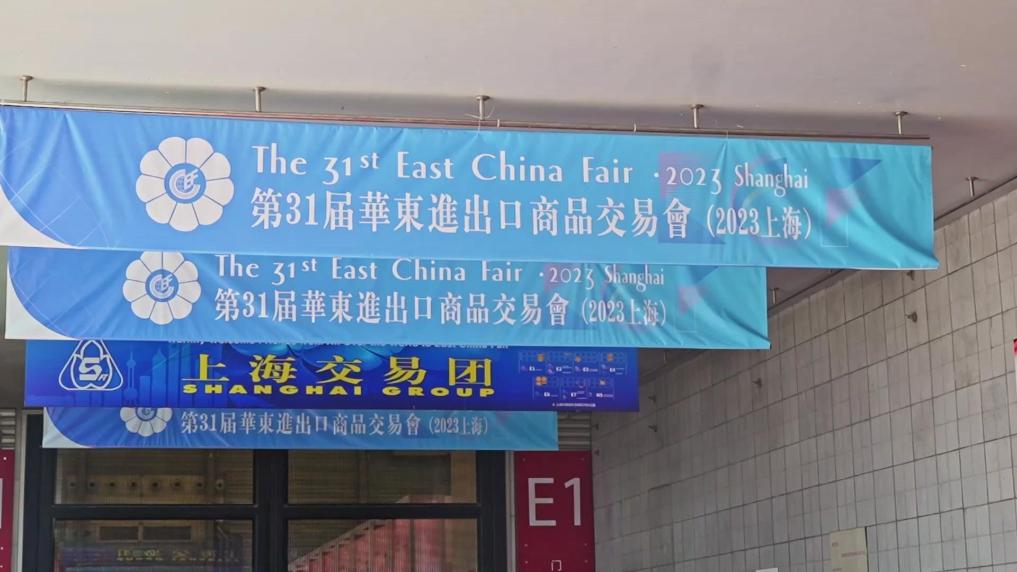 The 31st East China Fair · 2023 Shanghai
第31届華東進出口商品交易會（2023上海）
The 31st East China Fair · 2023 Shanghai
第31届華東進出口商品交易會（2023上海）
上海交易团
SHANGHAI GROUP
第31届華東進出口商品交易會（2023上海）
E1
门